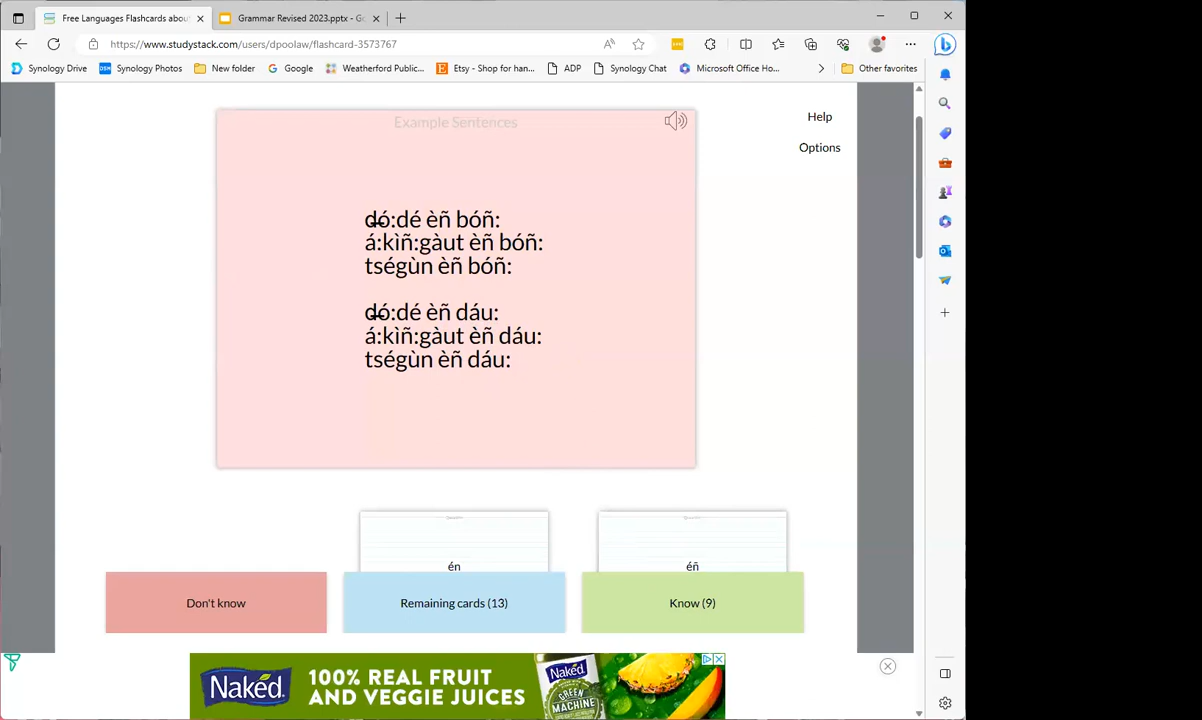 Free Languages Flashcards abou
Grammar Revised 2023.pptx - Go
https://www.studystack.com/users/dpoolaw/flashcard-3573767
Synology Drive
DSM
Synology Photos
New folder
Google
Weatherford Public...
Etsy - Shop for han...
ADP
Synology Chat
Microsoft Office Ho...
Other favorites
Help
Options
Example Sentences
d̶ó:dé èñ bóñ:
á:kìñ:gàut èñ bóñ:
tségùn èñ bóñ:
d̶ó:dé èñ dáu:
á:kìñ:gàut èñ dáu:
tségùn èñ dáu:
én
éñ
Don't know
Remaining cards (13)
Know (9)
Naked
100% REAL FRUIT
AND VEGGIE JUICES
Naked
GREEN
MACHINE